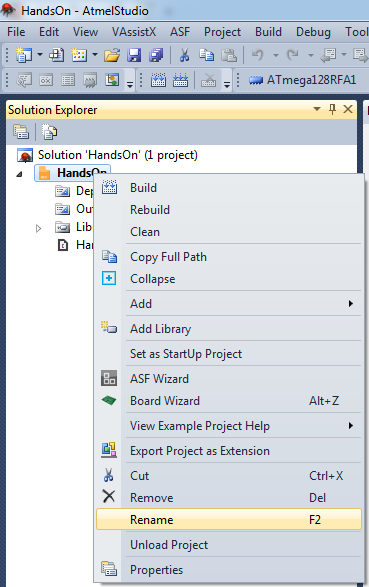 HandsOn - AtmelStudio
File Edit View VAssistX ASF Project Build Debug Tool
ATmega128RFA1
Solution Explorer
Solution 'HandsOn' (1 project)
HandsOn
Dep
Out
Lib
Han
Build
Rebuild
Clean
Copy Full Path
Collapse
Add
Add Library
Set as StartUp Project
ASF Wizard
Board Wizard Alt+Z
View Example Project Help
Export Project as Extension
Cut Ctrl+X
Remove Del
Rename F2
Unload Project
Properties